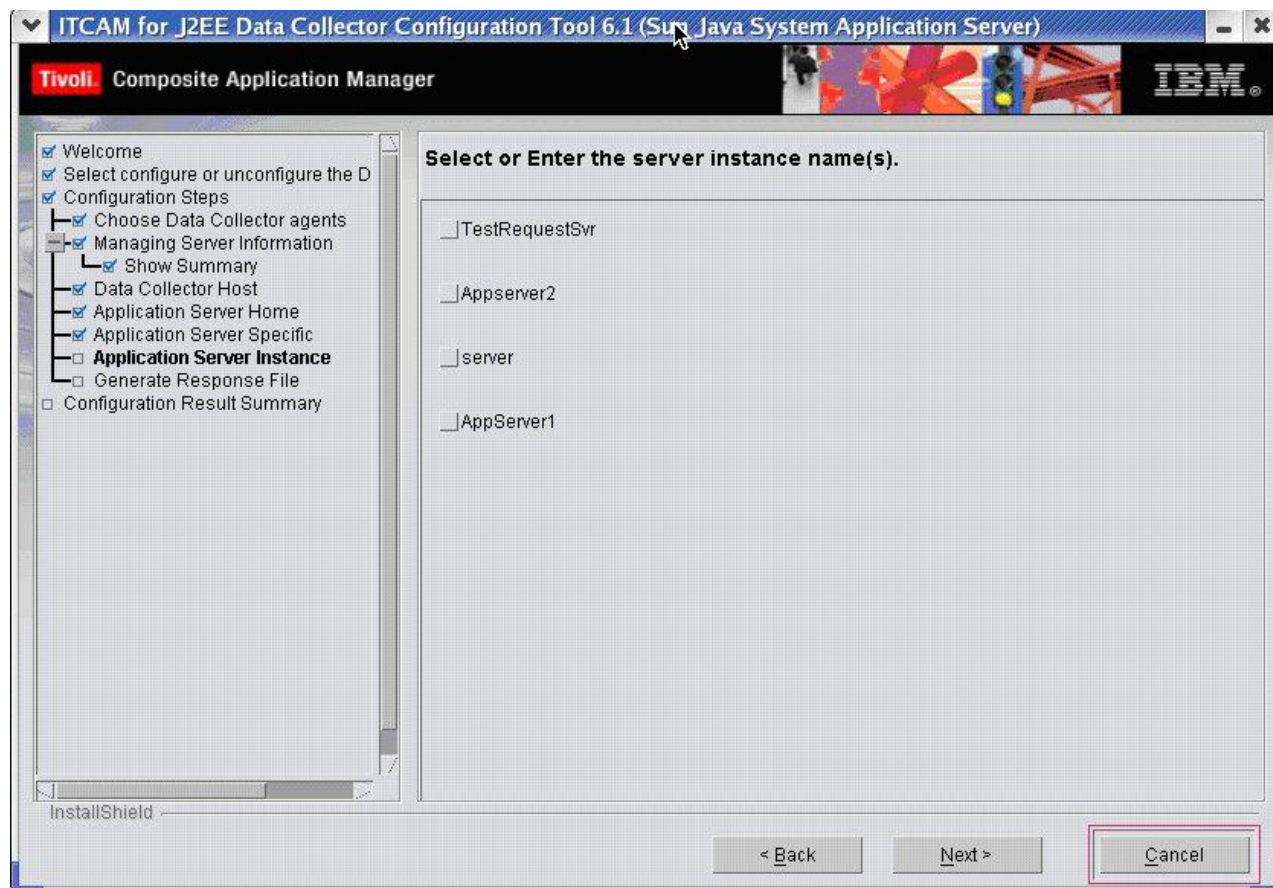 ITCAM for J2EE Data Collector Configuration Tool 6.1 (Sun Java System Application Server)
Tivoli. Composite Application Manager
IBM®
Welcome
Select configure or unconfigure the D
Configuration Steps
Choose Data Collector agents
Managing Server Information
Show Summary
Data Collector Host
Application Server Home
Application Server Specific
Application Server Instance
Generate Response File
Configuration Result Summary
Select or Enter the server instance name(s).
TestRequestSvr
Appserver2
server
AppServer1
InstallShield
< Back
Next >
Cancel